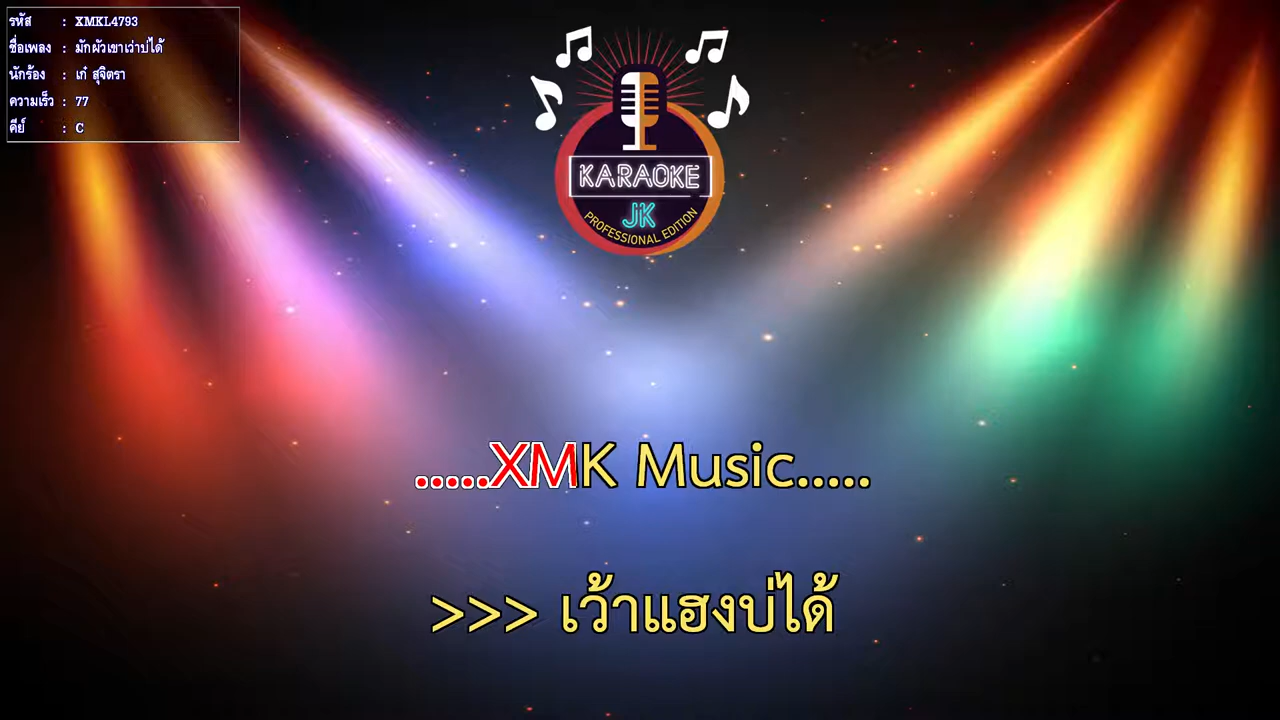 รหัส : XMKL4793
ชื่อเพลง : มักผัวเขาเว่าบ่ได้
นักร้อง : เก๋ สุจิตรา
ความเร็ว : 77
คีย์ : C
KARAOKE
JK
PROFESSIONAL EDITION
.....XMK Music.....
>>> เว้าแฮงบ่ได้